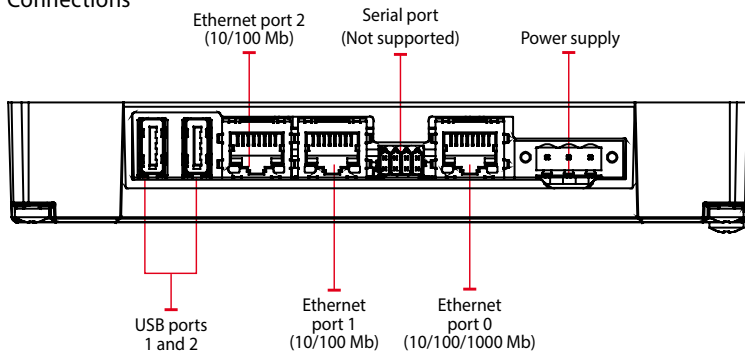 Connections
Ethernet port 2
(10/100 Mb)
Serial port
(Not supported)
Power supply
USB ports
1 and 2
Ethernet
port 1
(10/100 Mb)
Ethernet
port 0
(10/100/1000 Mb)